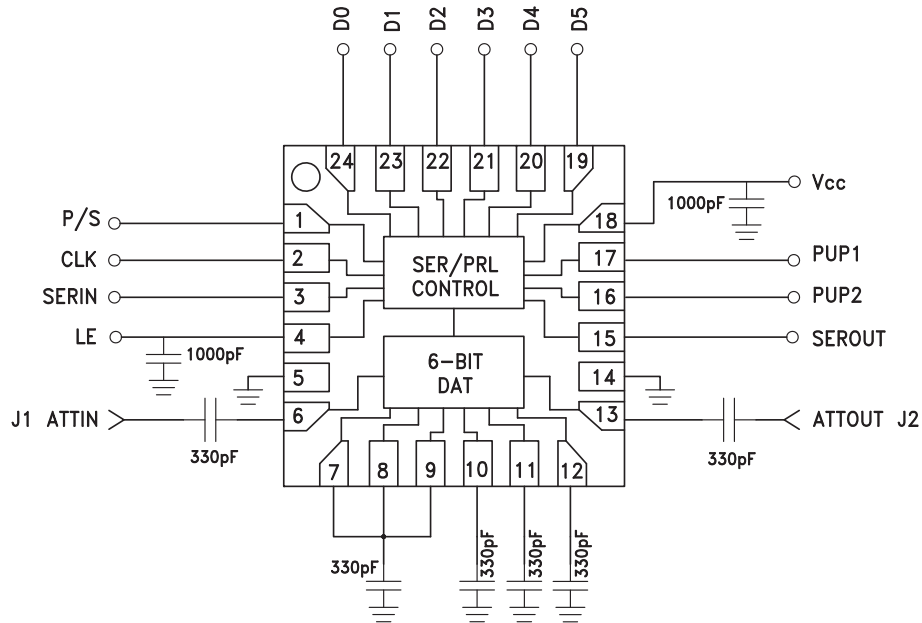 D0 D1 D2 D3 D4 D5
24 23 22 21 20 19
P/S 1 18 1000pF Vcc
CLK 2 17 PUP1
SER/PRL
CONTROL
SERIN 3 16 PUP2
LE 4 15 SEROUT
1000pF
6-BIT
DAT
5 14
J1 ATTIN 6 13 ATTOUT J2
330pF 330pF
7 8 9 10 11 12
330pF 330pF 330pF 330pF